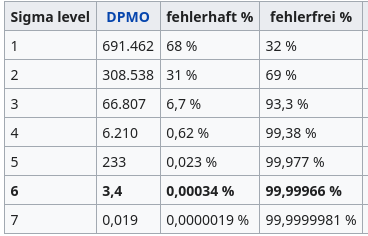 Sigma level DPMO fehlerhaft % fehlerfrei %
1 691.462 68 % 32 %
2 308.538 31 % 69 %
3 66.807 6,7 % 93,3 %
4 6.210 0,62 % 99,38 %
5 233 0,023 % 99,977 %
6 3,4 0,00034 % 99,99966 %
7 0,019 0,0000019 % 99,9999981 %